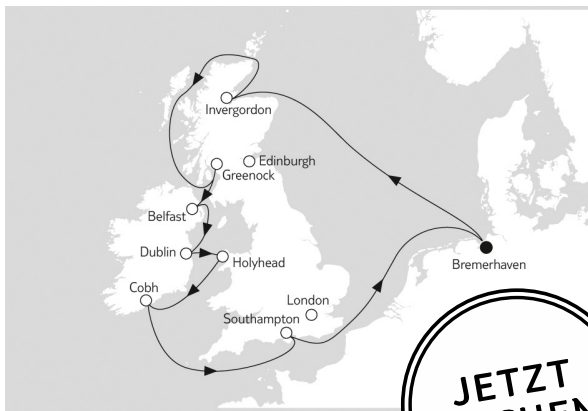 Invergordon
Edinburgh
Greenock
Belfast
Dublin
Holyhead
Bremerhaven
Cobh
London
Southampton
JETZT